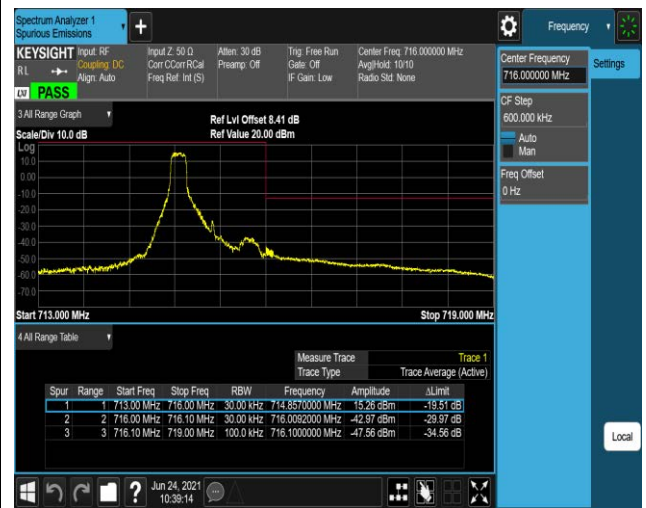 Spectrum Analyzer 1
Spurious Emissions
Frequency
KEYSIGHT
RL
Input: RF
Coupling: DC
Align: Auto
Input Z: 50 Ω
Corr CCorr RCal
Freq Ref: Int (S)
Atten: 30 dB
Preamp: Off
Trig: Free Run
Gate: Off
IF Gain: Low
Center Freq: 716.000000 MHz
Avg|Hold: 10/10
Radio Std: None
LXI PASS
Center Frequency
716.000000 MHz
Settings
CF Step
600.000 kHz
Auto
Man
Freq Offset
0 Hz
3 All Range Graph
Ref Lvl Offset 8.41 dB
Scale/Div 10.0 dB
Ref Value 20.00 dBm
Log
10.0
0.00
-10.0
-20.0
-30.0
-40.0
-50.0
-60.0
-70.0
Start 713.000 MHz
Stop 719.000 MHz
4 All Range Table
Measure Trace Trace 1
Trace Type Trace Average (Active)
Spur Range Start Freq Stop Freq RBW Frequency Amplitude ΔLimit
1 1 713.00 MHz 716.00 MHz 30.00 kHz 714.8570000 MHz 15.26 dBm -19.51 dB
2 2 716.00 MHz 716.10 MHz 30.00 kHz 716.0092000 MHz -42.97 dBm -29.97 dB
3 3 716.10 MHz 719.00 MHz 100.0 kHz 716.1000000 MHz -47.56 dBm -34.56 dB
Local
Jun 24, 2021
10:39:14